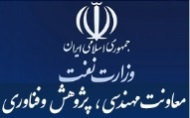 جمهوری اسلامی ایران
وزارت نفت
معاونت مهندسی، پژوهش و فناوری